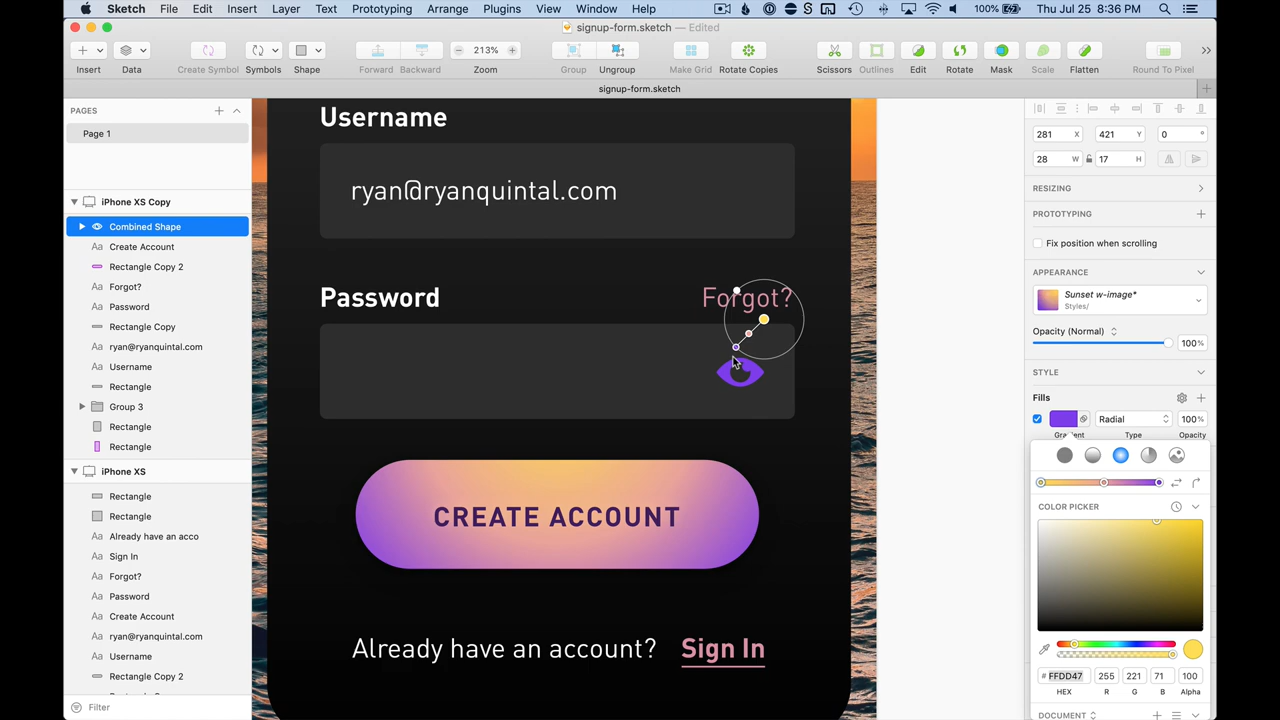 Sketch File Edit Insert Layer Text Prototyping Arrange Plugins View Window Help 100% Thu Jul 25 8:36 PM
signup-form.sketch — Edited
213%
Insert Data Create Symbol Symbols Shape Forward Backward Zoom Group Ungroup Make Grid Rotate Copies Scissors Outlines Edit Rotate Mask Scale Flatten Round To Pixel
signup-form.sketch
PAGES
Page 1
iPhone XS Copy
Combined Shape
Create Account
Rectangle Copy 2
Forgot?
Password
Rectangle Copy
ryan@ryanquintal.com
Username
Rectangle
Group 3
Rectangle
Rectangle
iPhone XS
Rectangle
Rectangle
Already have an acco
Sign In
Forgot?
Password
Create Account
ryan@ryanquintal.com
Username
Rectangle Copy 2
Filter
Username
ryan@ryanquintal.com
Password Forgot?
CREATE ACCOUNT
Already have an account? Sign In
281 X 421 Y 0 °
28 W 17 H
RESIZING
PROTOTYPING
Fix position when scrolling
APPEARANCE
Sunset w-image*
Styles/
Opacity (Normal)
100%
STYLE
Fills
Radial 100%
Gradient Type Opacity
COLOR PICKER
# FFDD47 255 221 71 100
HEX R G B Alpha
DOCUMENT